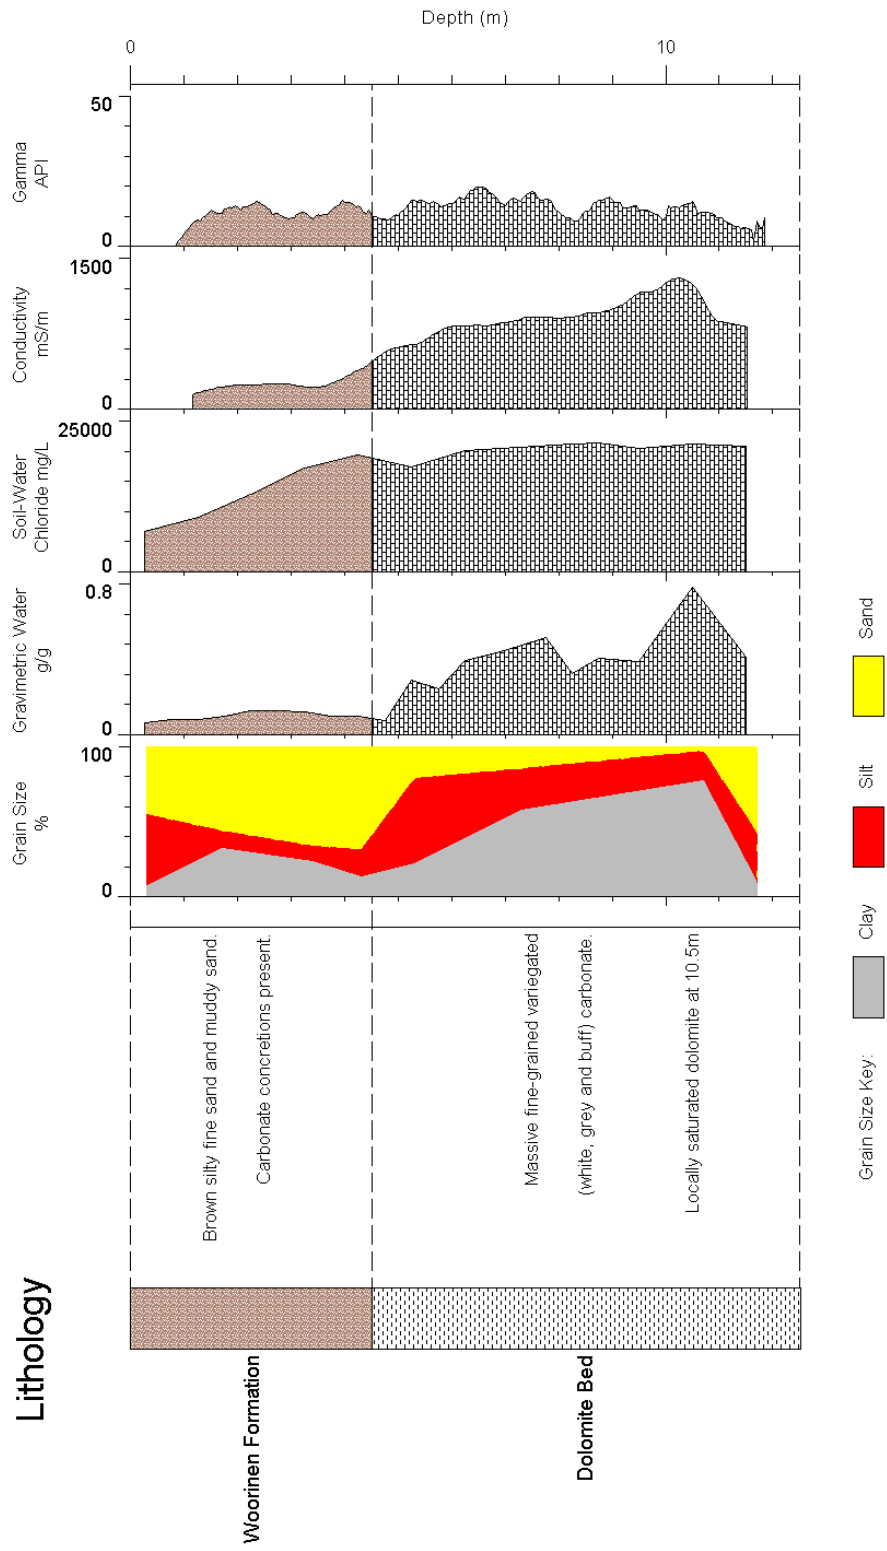 Depth (m)
0
10
Gamma
API
50
0
Conductivity
mS/m
1500
0
Soil-Water
Chloride mg/L
25000
0
Gravimetric Water
g/g
0.8
0
Grain Size
%
100
0
Brown silty fine sand and muddy sand.
Carbonate concretions present.
Massive fine-grained variegated
(white, grey and buff) carbonate.
Locally saturated dolomite at 10.5m
Lithology
Woorinen Formation
Dolomite Bed
Grain Size Key:
Clay
Silt
Sand